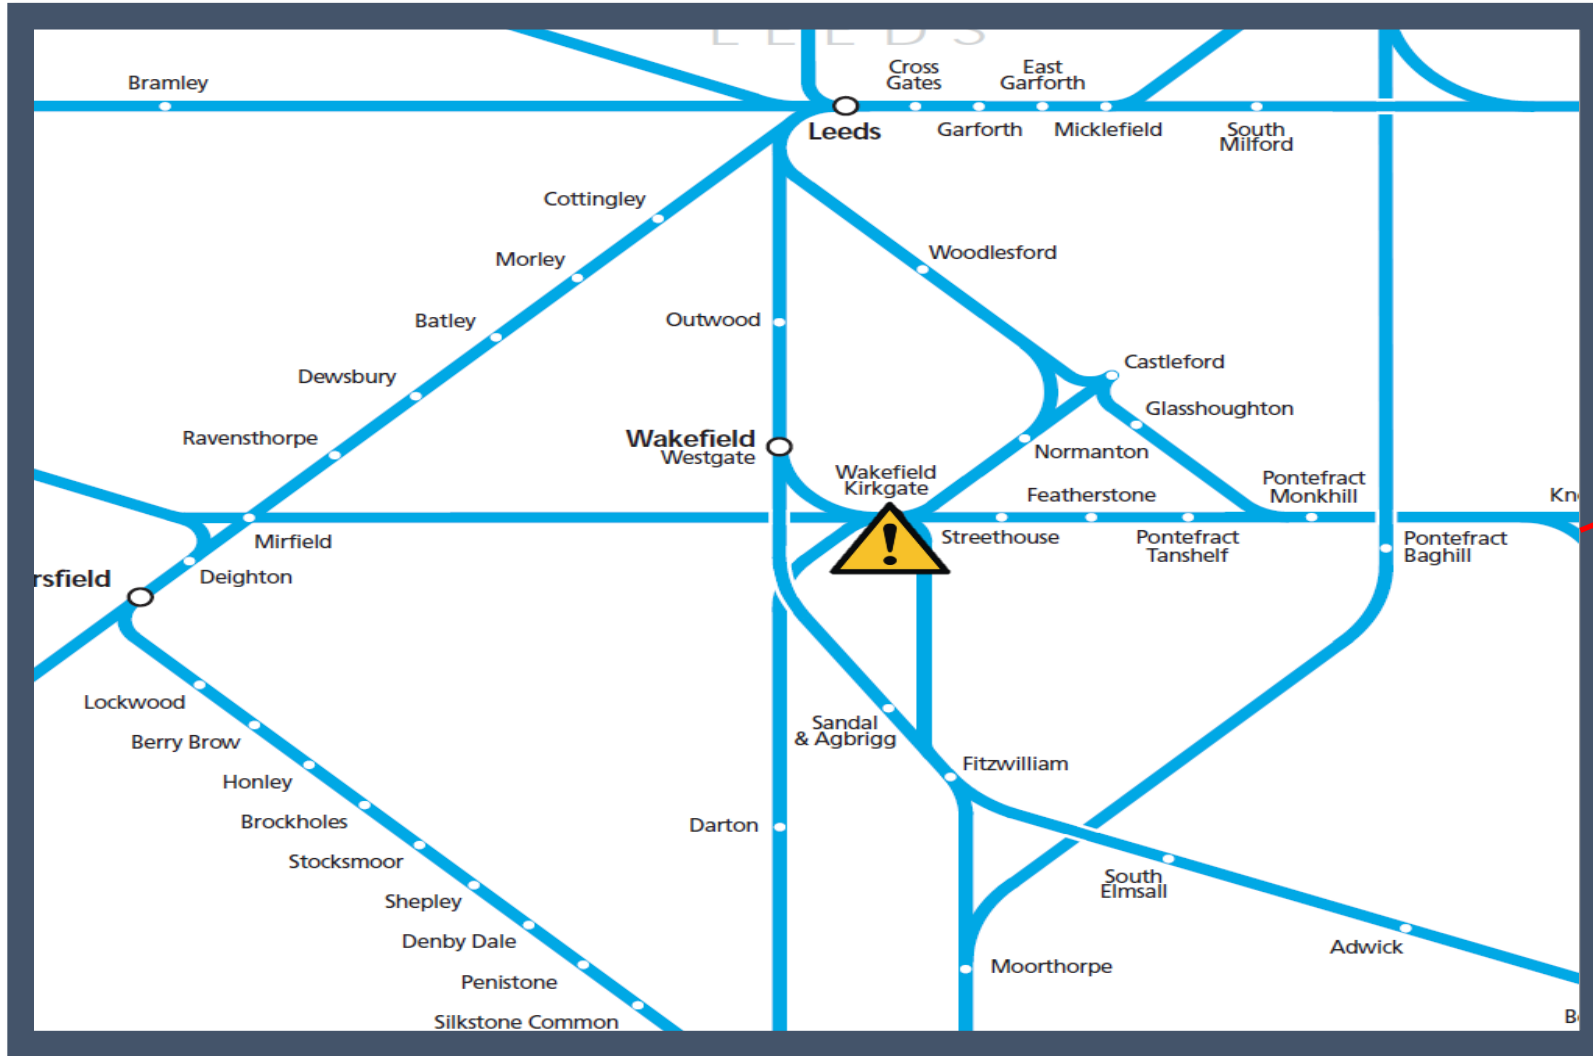 LEEDS
Bramley
Cross
Gates
East
Garforth
Leeds
Garforth
Micklefield
South
Milford
Cottingley
Woodlesford
Morley
Outwood
Batley
Castleford
Dewsbury
Glasshoughton
Ravensthorpe
Wakefield
Westgate
Normanton
Wakefield
Kirkgate
Pontefract
Monkhill
Featherstone
Kn
Mirfield
Streethouse
Pontefract
Tanshelf
Pontefract
Baghill
!
rsfield
Deighton
Lockwood
Sandal
& Agbrigg
Berry Brow
Fitzwilliam
Honley
Brockholes
Darton
Stocksmoor
South
Elmsall
Shepley
Denby Dale
Adwick
Penistone
Moorthorpe
Silkstone Common
B